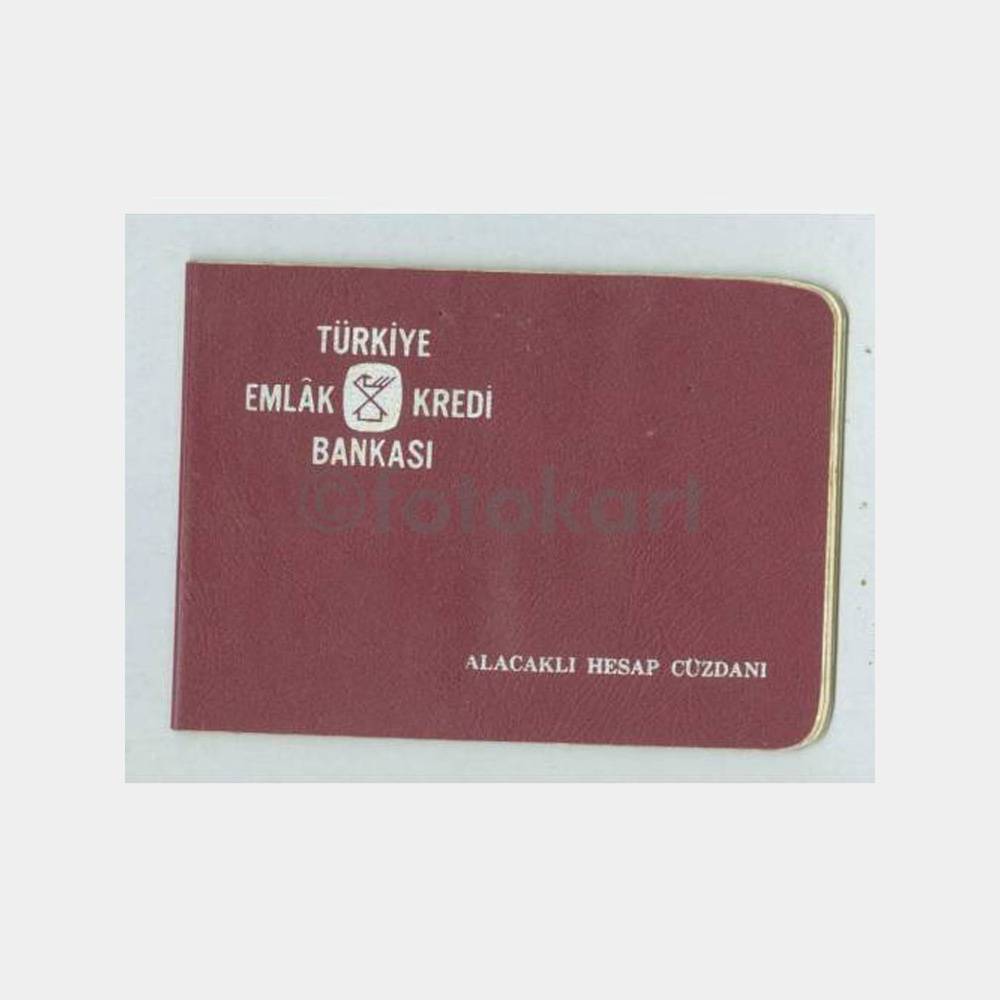 TÜRKİYE
EMLÂK KREDİ
BANKASI
©fotokart
ALACAKLI HESAP CÜZDANI